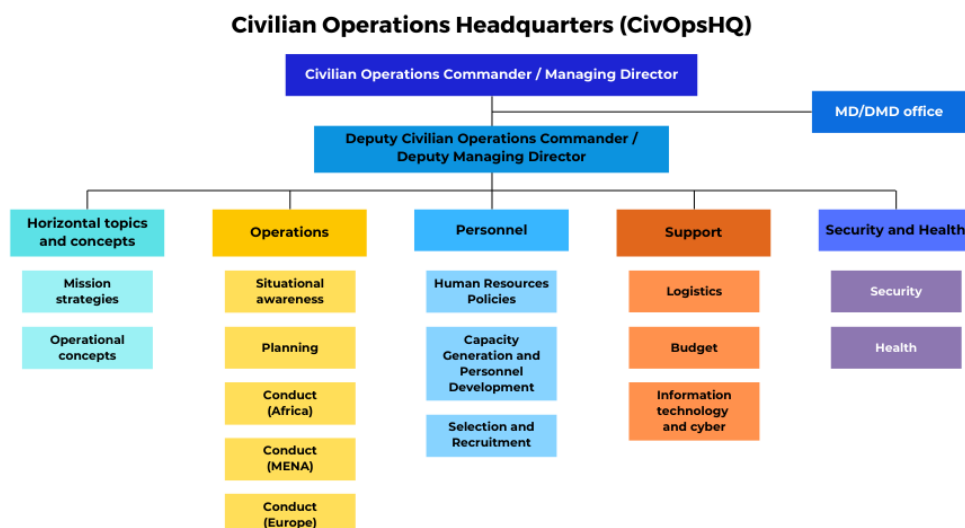 Civilian Operations Headquarters (CivOpsHQ)
Civilian Operations Commander / Managing Director
MD/DMD office
Deputy Civilian Operations Commander /
Deputy Managing Director
Horizontal topics
and concepts
Mission
strategies
Operational
concepts
Operations
Situational
awareness
Planning
Conduct
(Africa)
Conduct
(MENA)
Conduct
(Europe)
Personnel
Human Resources
Policies
Capacity
Generation and
Personnel
Development
Selection and
Recruitment
Support
Logistics
Budget
Information
technology
and cyber
Security and Health
Security
Health